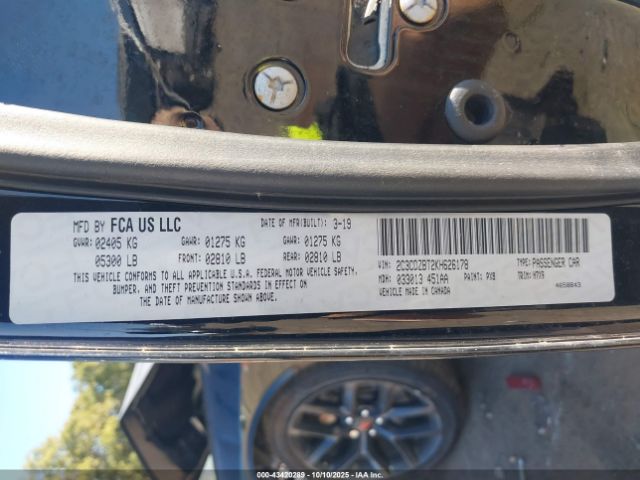 MFD BY FCA US LLC
DATE OF MFR(BUILT): 3-19
GVWR: 02405 KG GAWR: 01275 KG GAWR: 01275 KG
05300 LB FRONT: 02810 LB REAR: 02810 LB
THIS VEHICLE CONFORMS TO ALL APPLICABLE U.S.A. FEDERAL MOTOR VEHICLE SAFETY,
BUMPER, AND THEFT PREVENTION STANDARDS IN EFFECT ON
THE DATE OF MANUFACTURE SHOWN ABOVE.
VIN: 2C3CDZBT2KH626178 TYPE: PASSENGER CAR
MDH: 033013 451AA PAINT: PX8 TRIM: H7X9
VEHICLE MADE IN CANADA 4658843
000-43420289 - 10/10/2025 - IAAI.com